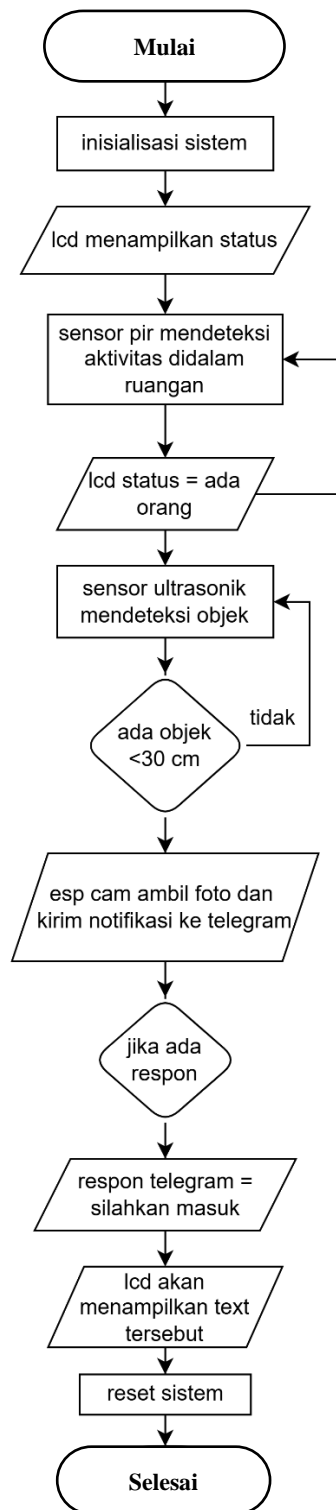 Mulai
inisialisasi sistem
lcd menampilkan status
sensor pir mendeteksi
aktivitas didalam
ruangan
lcd status = ada
orang
sensor ultrasonik
mendeteksi objek
ada objek
<30 cm
tidak
esp cam ambil foto dan
kirim notifikasi ke telegram
jika ada
respon
respon telegram =
silahkan masuk
lcd akan
menampilkan text
tersebut
reset sistem
Selesai